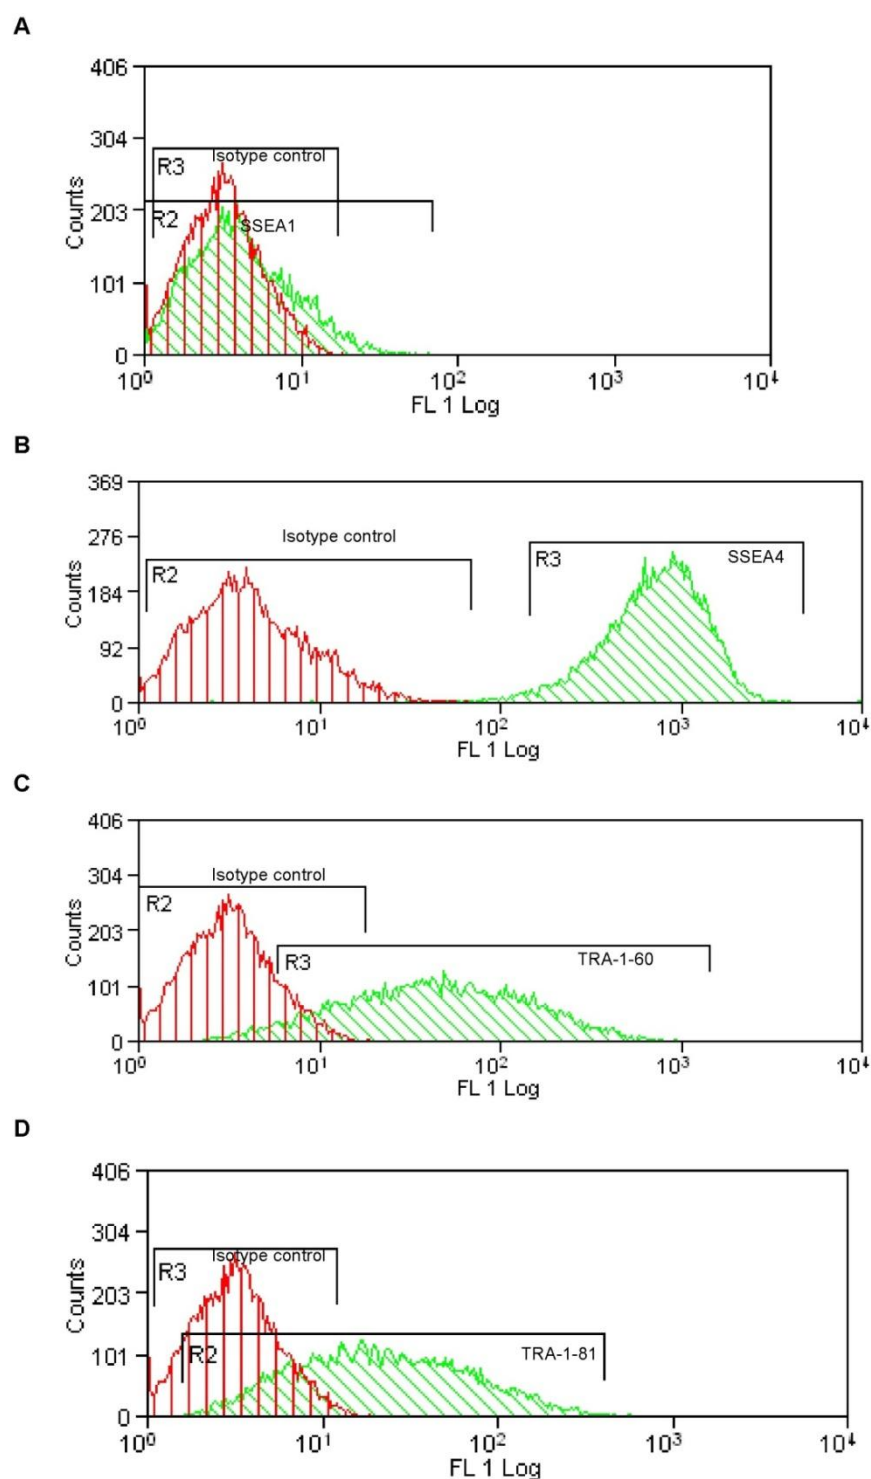 A
406
304
203
101
0
Counts
R3
Isotype control
R2
SSEA1
10⁰
10¹
10²
10³
10⁴
FL 1 Log
B
369
276
184
92
0
Counts
Isotype control
R2
R3
SSEA4
10⁰
10¹
10²
10³
10⁴
FL 1 Log
C
406
304
203
101
0
Counts
Isotype control
R2
R3
TRA-1-60
10⁰
10¹
10²
10³
10⁴
FL 1 Log
D
406
304
203
101
0
Counts
Isotype control
R3
R2
TRA-1-81
10⁰
10¹
10²
10³
10⁴
FL 1 Log